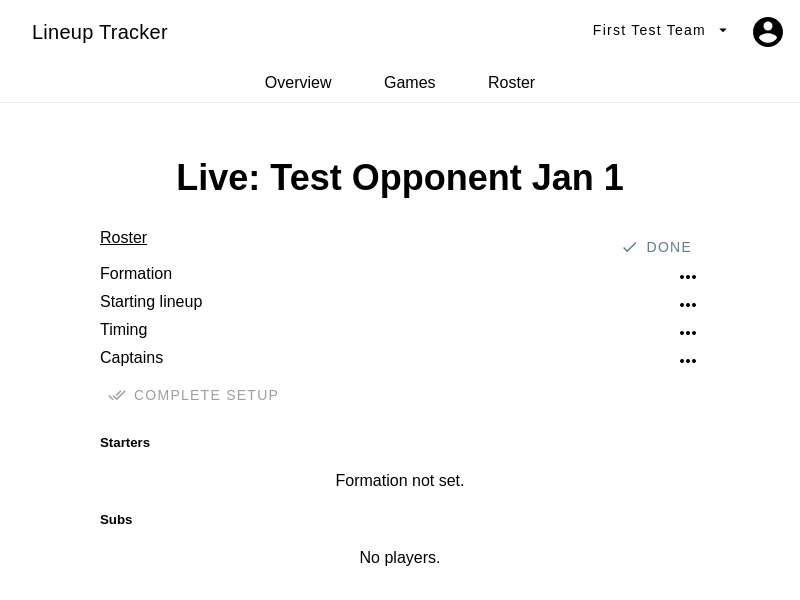 Lineup Tracker
First Test Team
Overview Games Roster
Live: Test Opponent Jan 1
Roster
DONE
Formation
Starting lineup
Timing
Captains
COMPLETE SETUP
Starters
Formation not set.
Subs
No players.